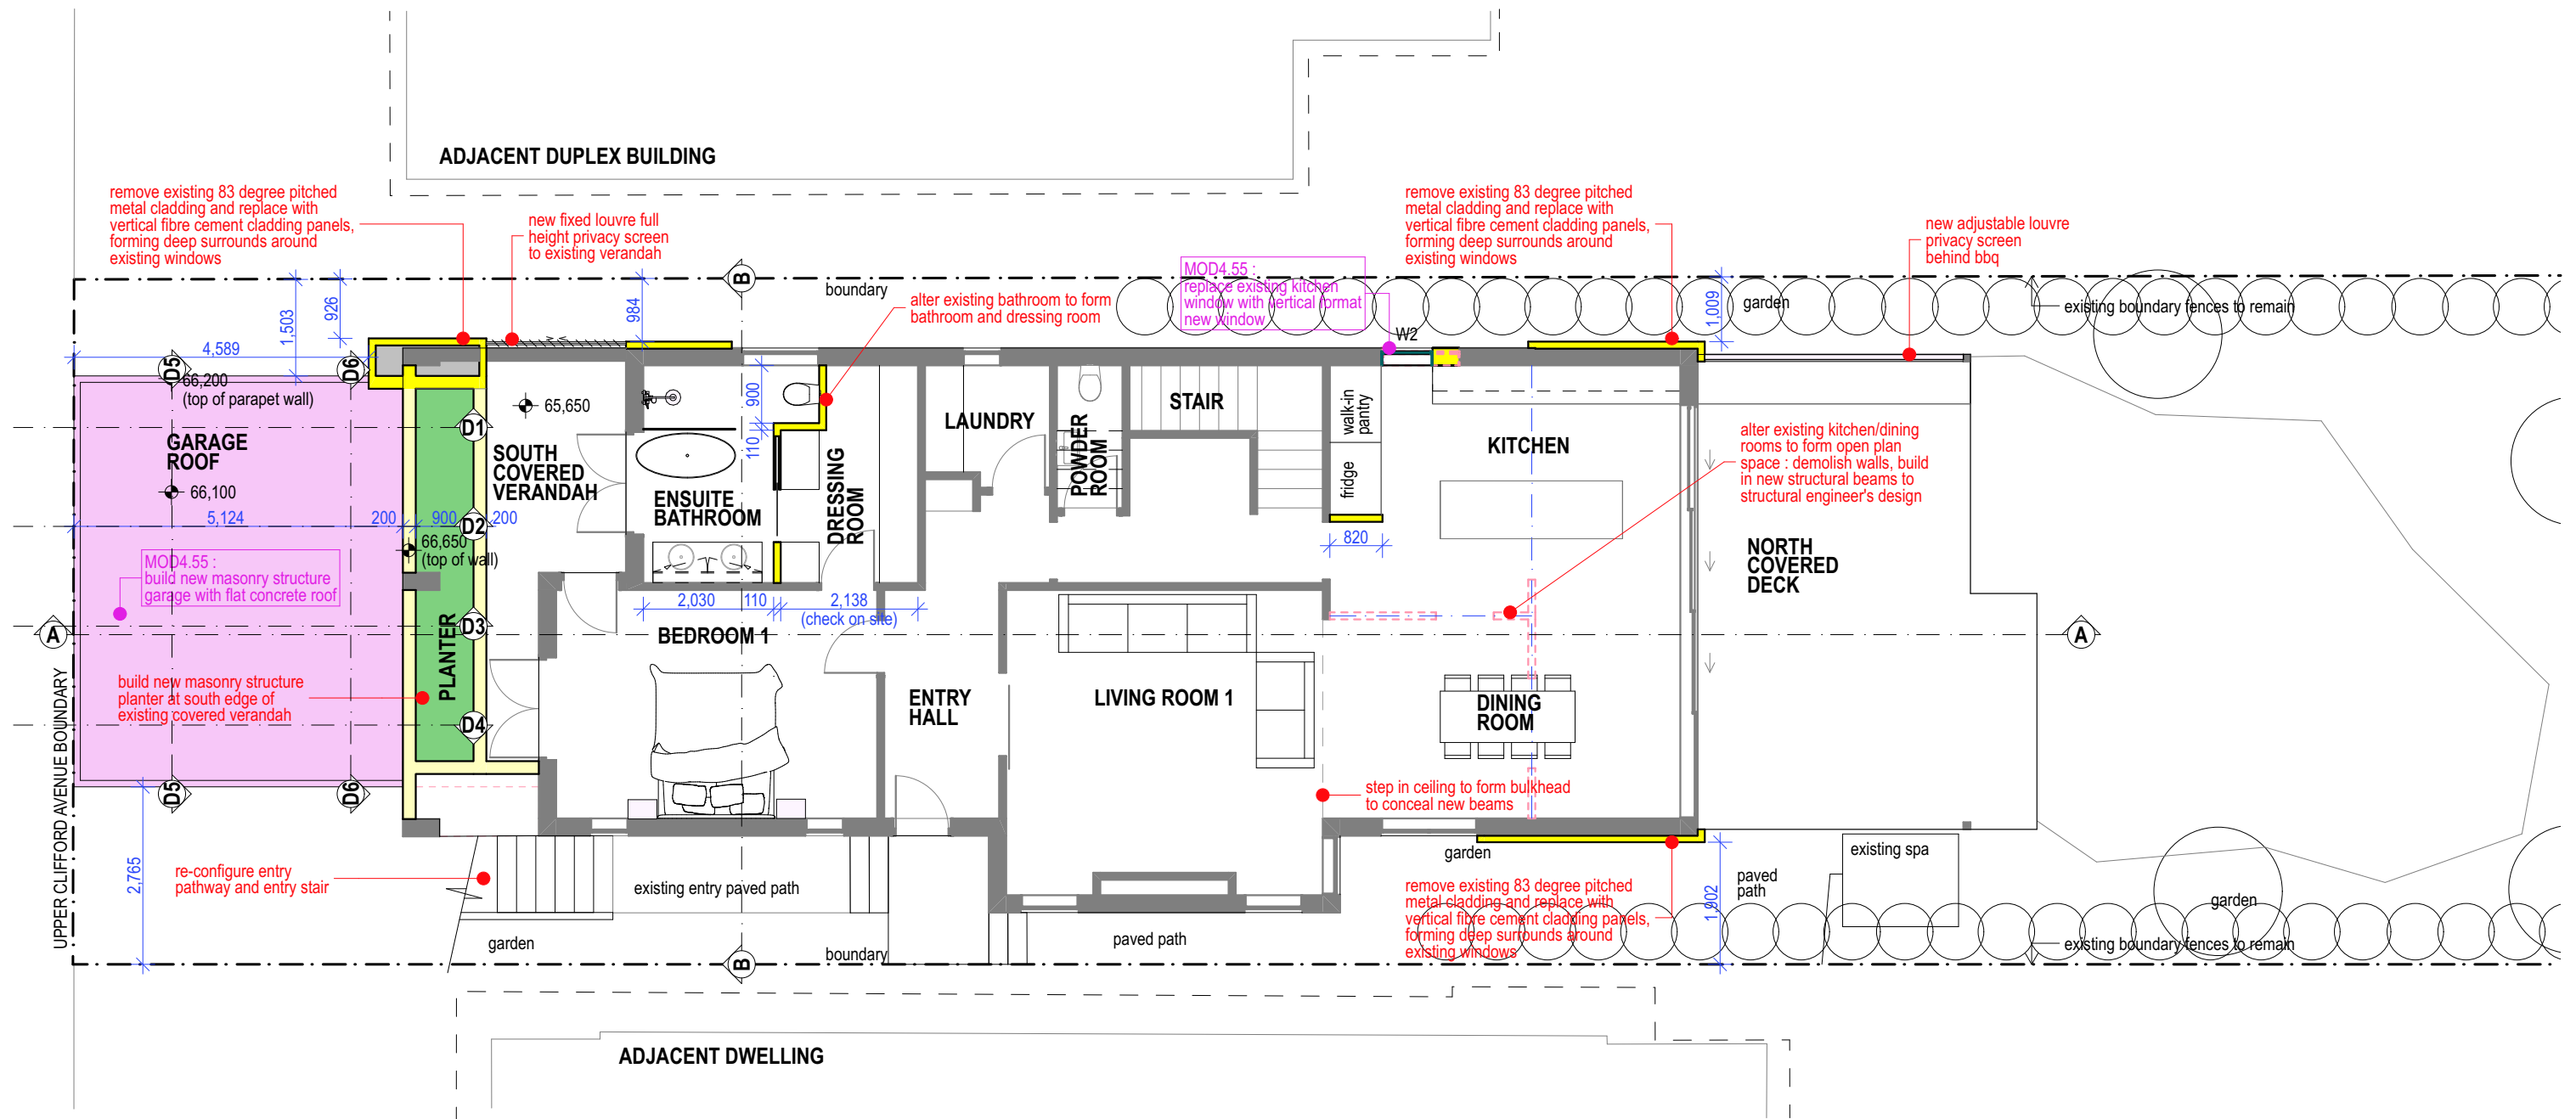 ADJACENT DUPLEX BUILDING
remove existing 83 degree pitched
metal cladding and replace with
vertical fibre cement cladding panels,
forming deep surrounds around
existing windows
new fixed louvre full
height privacy screen
to existing verandah
remove existing 83 degree pitched
metal cladding and replace with
vertical fibre cement cladding panels,
forming deep surrounds around
existing windows
new adjustable louvre
privacy screen
behind bbq
MOD4.55 :
replace existing kitchen
window with vertical format
new window
alter existing bathroom to form
bathroom and dressing room
boundary
B
garden
existing boundary fences to remain
926
1,503
984
1,009
W2
4,589
D5
D6
66,200
(top of parapet wall)
65,650
900
110
GARAGE
ROOF
66,100
D1
SOUTH
COVERED
VERANDAH
ENSUITE
BATHROOM
DRESSING
ROOM
LAUNDRY
POWDER
ROOM
STAIR
walk-in
pantry
fridge
KITCHEN
alter existing kitchen/dining
rooms to form open plan
space : demolish walls, build
in new structural beams to
structural engineer's design
5,124
200
900
D2
200
66,650
(top of wall)
820
NORTH
COVERED
DECK
MOD4.55 :
build new masonry structure
garage with flat concrete roof
2,030
110
2,138
(check on site)
A
D3
A
PLANTER
BEDROOM 1
UPPER CLIFFORD AVENUE BOUNDARY
build new masonry structure
planter at south edge of
existing covered verandah
D4
ENTRY
HALL
LIVING ROOM 1
DINING
ROOM
D5
D6
step in ceiling to form bulkhead
to conceal new beams
2,765
re-configure entry
pathway and entry stair
existing entry paved path
garden
existing spa
remove existing 83 degree pitched
metal cladding and replace with
vertical fibre cement cladding panels,
forming deep surrounds around
existing windows
1,902
paved
path
garden
garden
boundary
B
paved path
existing boundary fences to remain
ADJACENT DWELLING